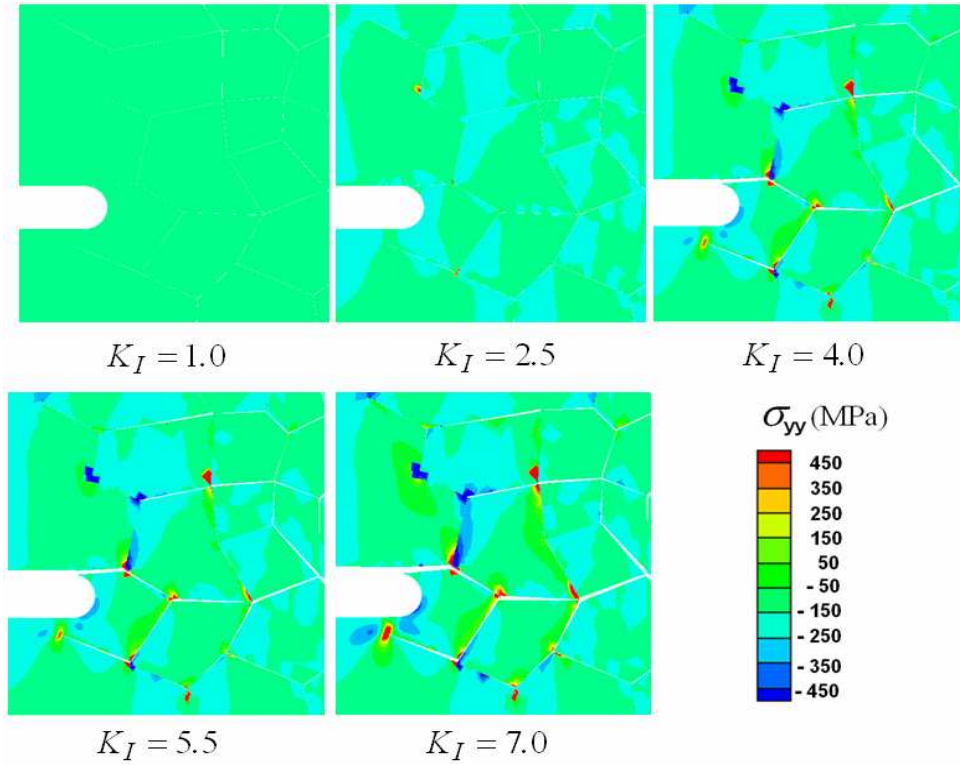 K_I = 1.0
K_I = 2.5
K_I = 4.0
σyy (MPa)
450
350
250
150
50
- 50
- 150
- 250
- 350
- 450
K_I = 5.5
K_I = 7.0